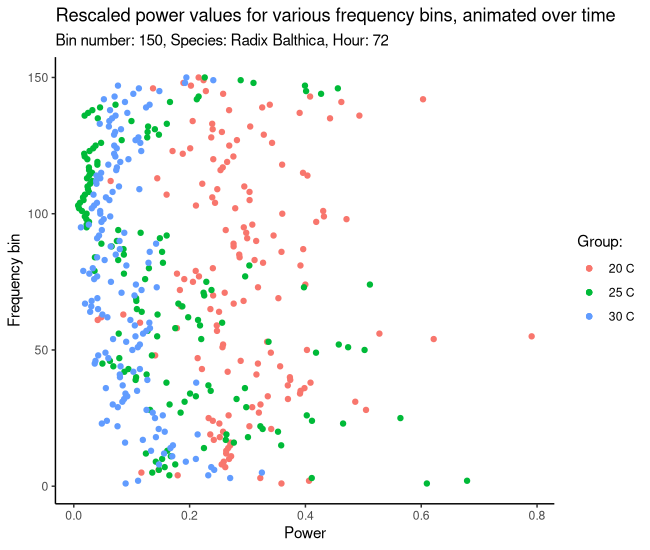 Rescaled power values for various frequency bins, animated over time
Bin number: 150, Species: Radix Balthica, Hour: 72
150
100
50
0
Frequency bin
0.0 0.2 0.4 0.6 0.8
Power
Group:
20 C
25 C
30 C